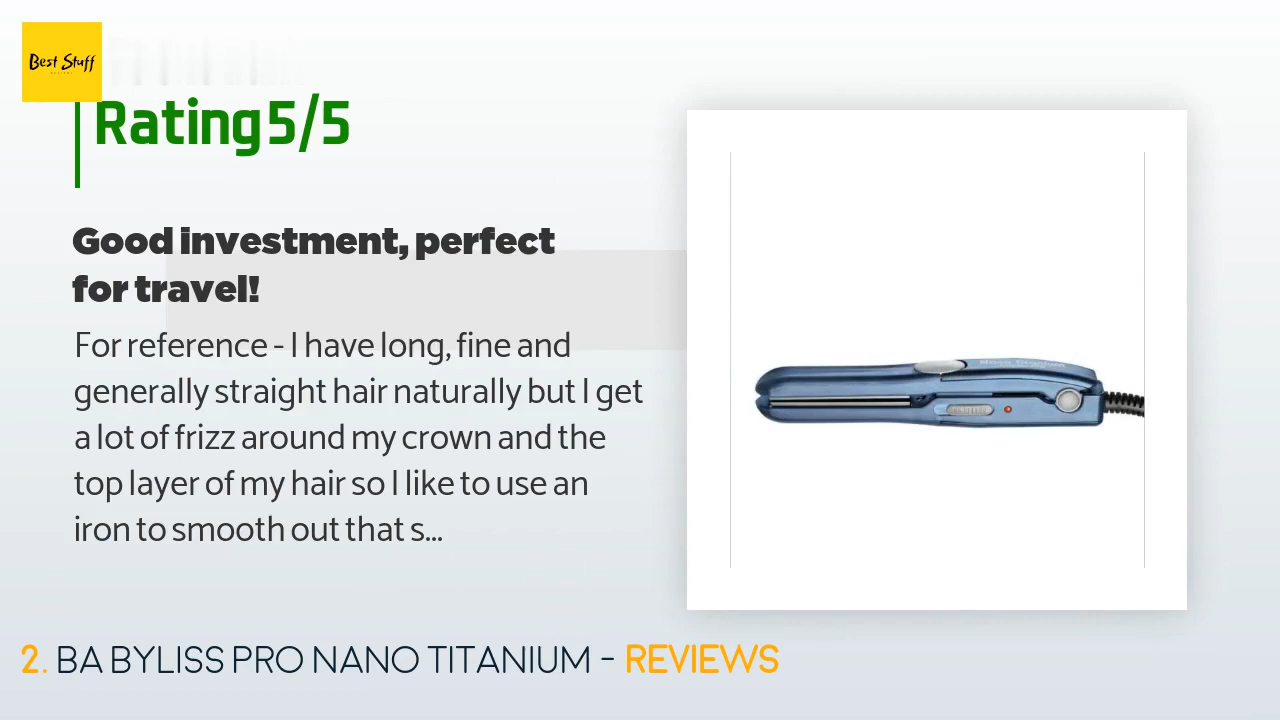 Best Stuff
Rating 5/5
Good investment, perfect
for travel!
For reference - I have long, fine and
generally straight hair naturally but I get
a lot of frizz around my crown and the
top layer of my hair so I like to use an
iron to smooth out that s...
2. BA BYLISS PRO NANO TITANIUM - REVIEWS